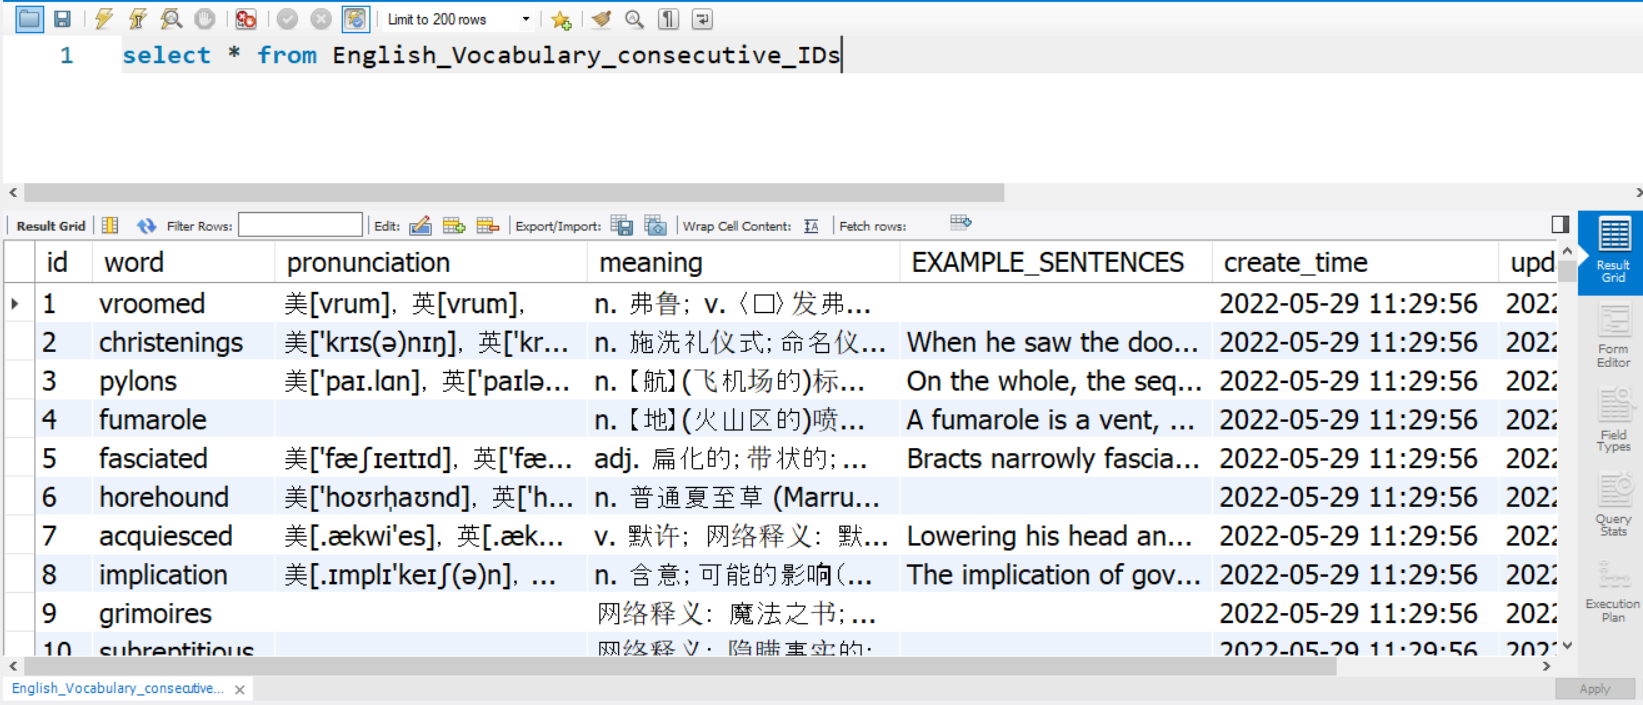 Limit to 200 rows
1 select * from English_Vocabulary_consecutive_IDs
Result Grid Filter Rows: Edit: Export/Import: Wrap Cell Content: Fetch rows:
id word pronunciation meaning EXAMPLE_SENTENCES create_time upd
1 vroomed 美[vrum]，英[vruːm]， n. 弗鲁；v.〈口〉发弗... 2022-05-29 11:29:56 2022
2 christenings 美['krɪs(ə)nɪŋ]，英['kr... n. 施洗礼仪式;命名仪... When he saw the doo... 2022-05-29 11:29:56 2022
3 pylons 美['paɪ.lɑn]，英['paɪlə... n.【航】(飞机场的)标... On the whole, the seq... 2022-05-29 11:29:56 2022
4 fumarole n.【地】(火山区的)喷... A fumarole is a vent, ... 2022-05-29 11:29:56 2022
5 fasciated 美['fæʃɪeɪtɪd]，英['fæ... adj. 扁化的;带状的;... Bracts narrowly fascia... 2022-05-29 11:29:56 2022
6 horehound 美['hoʊrˌhaʊnd]，英['h... n. 普通夏至草 (Marru... 2022-05-29 11:29:56 2022
7 acquiesced 美[.ækwi'es]，英[.æk... v. 默许；网络释义：默... Lowering his head an... 2022-05-29 11:29:56 2022
8 implication 美[.ɪmplɪ'keɪʃ(ə)n]，... n. 含意;可能的影响(... The implication of gov... 2022-05-29 11:29:56 2022
9 grimoires 网络释义：魔法之书;... 2022-05-29 11:29:56 2022
10 subreptitious 网络释义：隐瞒事实的; 2022-05-29 11:29:56 2022
Result
Grid
Form
Editor
Field
Types
Query
Stats
Execution
Plan
English_Vocabulary_consecutive...
Apply